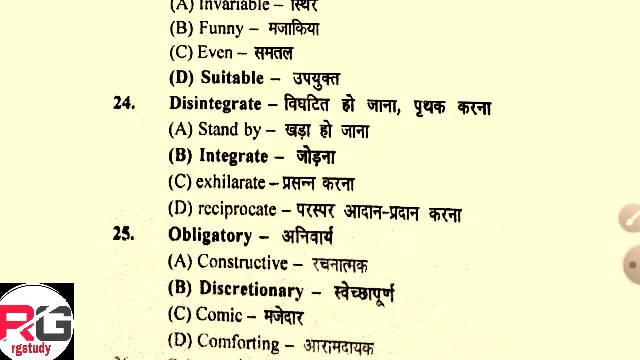 (A) Invariable – स्थिर
(B) Funny – मजाकिया
(C) Even – समतल
(D) Suitable – उपयुक्त
24. Disintegrate – विघटित हो जाना, पृथक करना
(A) Stand by – खड़ा हो जाना
(B) Integrate – जोड़ना
(C) exhilarate – प्रसन्न करना
(D) reciprocate – परस्पर आदान-प्रदान करना
25. Obligatory – अनिवार्य
(A) Constructive – रचनात्मक
(B) Discretionary – स्वेच्छापूर्ण
(C) Comic – मजेदार
(D) Comforting – आरामदायक
RG
rgstudy